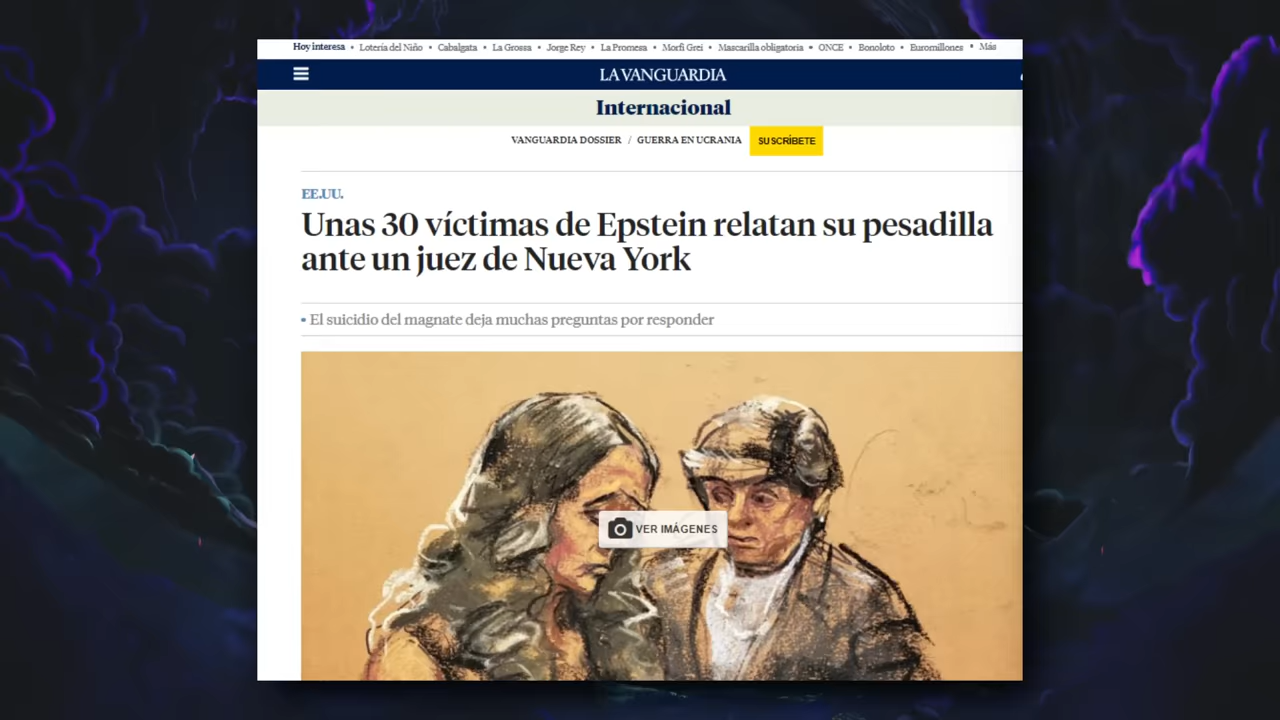 Hoy interesa • Lotería del Niño • Cabalgata • La Grossa • Jorge Rey • La Promesa • Morfi Grei • Mascarilla obligatoria • ONCE • Bonoloto • Euromillones • Más
LA VANGUARDIA
Internacional
VANGUARDIA DOSSIER / GUERRA EN UCRANIA SUSCRÍBETE
EE.UU.
Unas 30 víctimas de Epstein relatan su pesadilla
ante un juez de Nueva York
▪ El suicidio del magnate deja muchas preguntas por responder
VER IMÁGENES